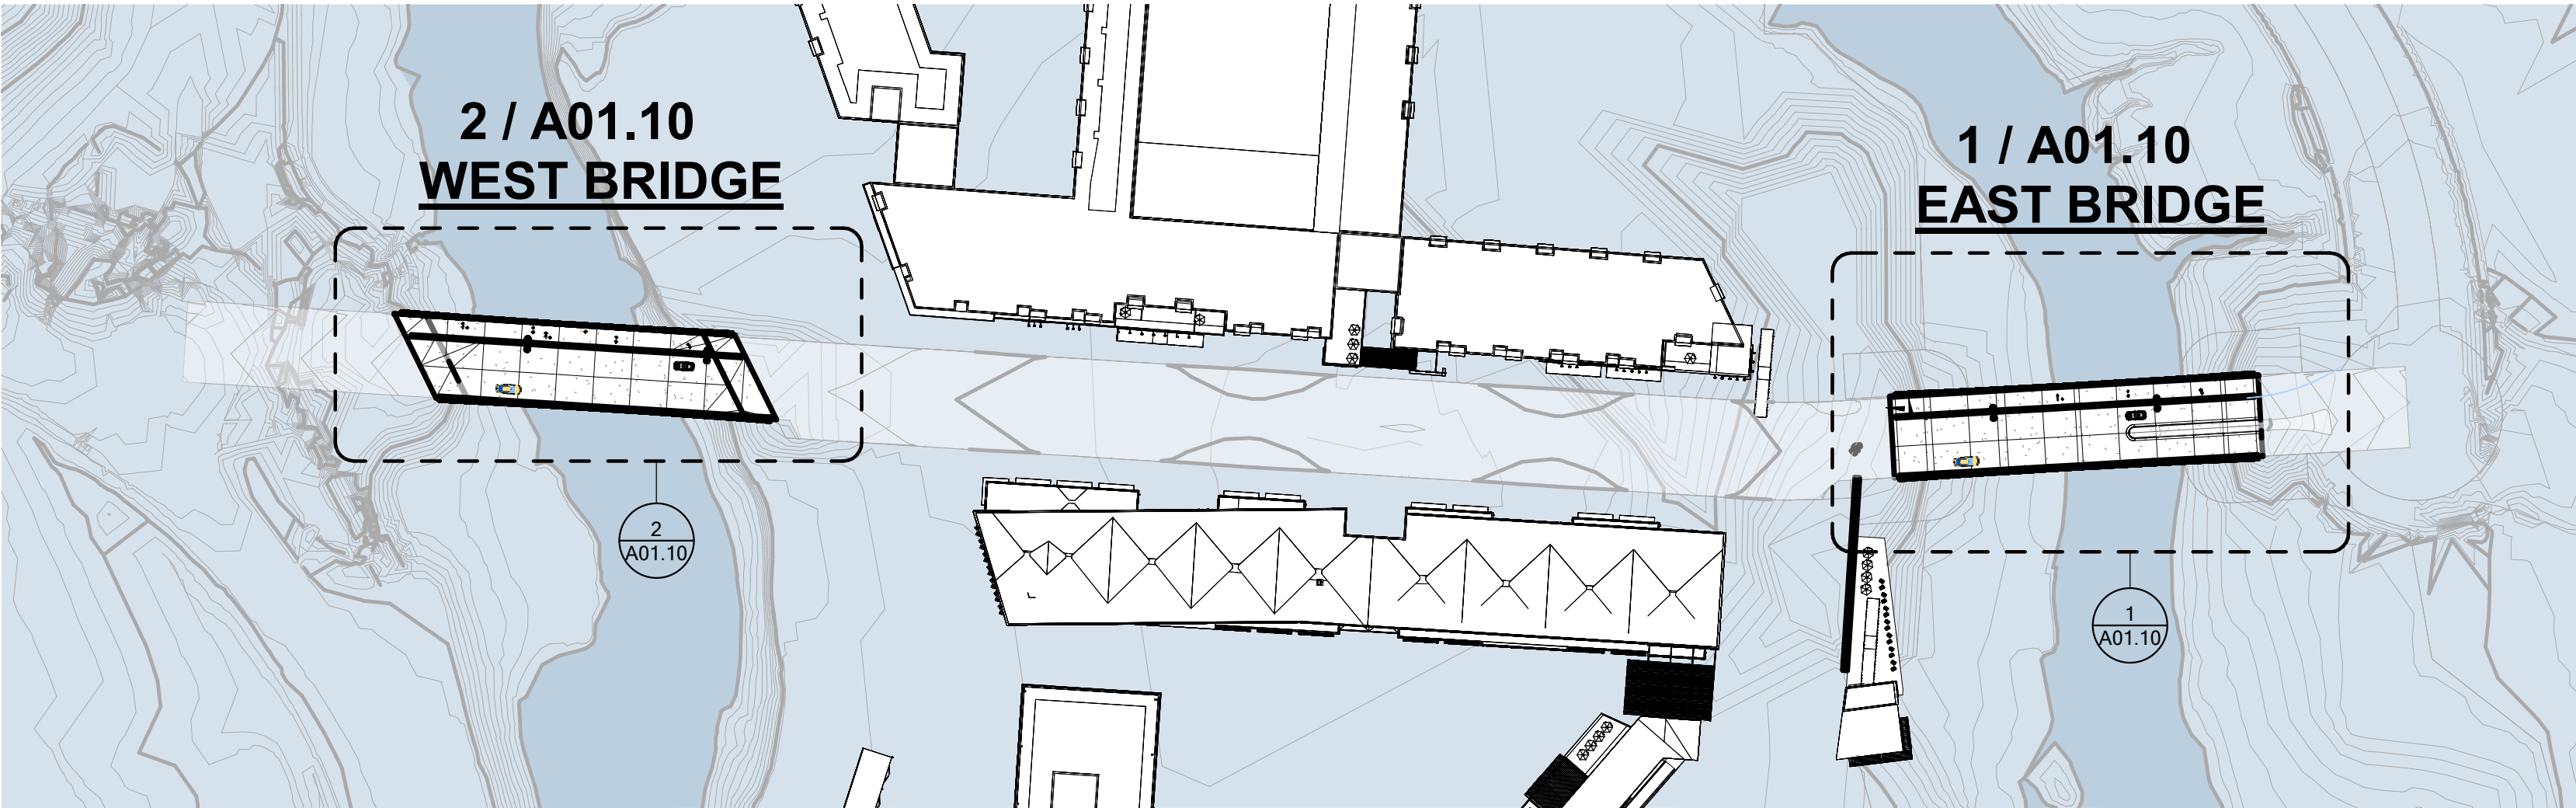 2 / A01.10
WEST BRIDGE
1 / A01.10
EAST BRIDGE
2
A01.10
1
A01.10